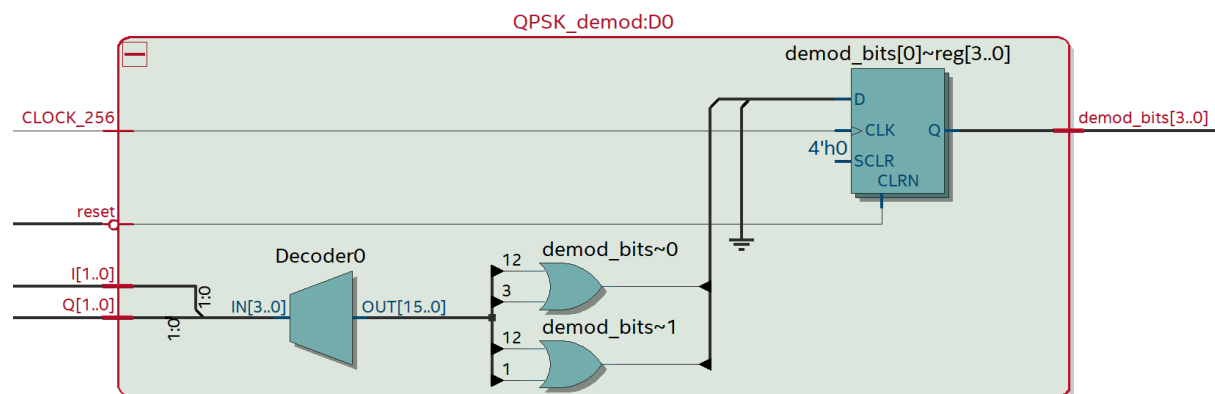 QPSK_demod:D0
demod_bits[0]~reg[3..0]
D
CLOCK_256
CLK
Q
demod_bits[3..0]
4'h0
SCLR
CLRN
reset
Decoder0
demod_bits~0
I[1..0]
12
1:0
3
Q[1..0]
IN[3..0]
OUT[15..0]
1:0
demod_bits~1
12
1